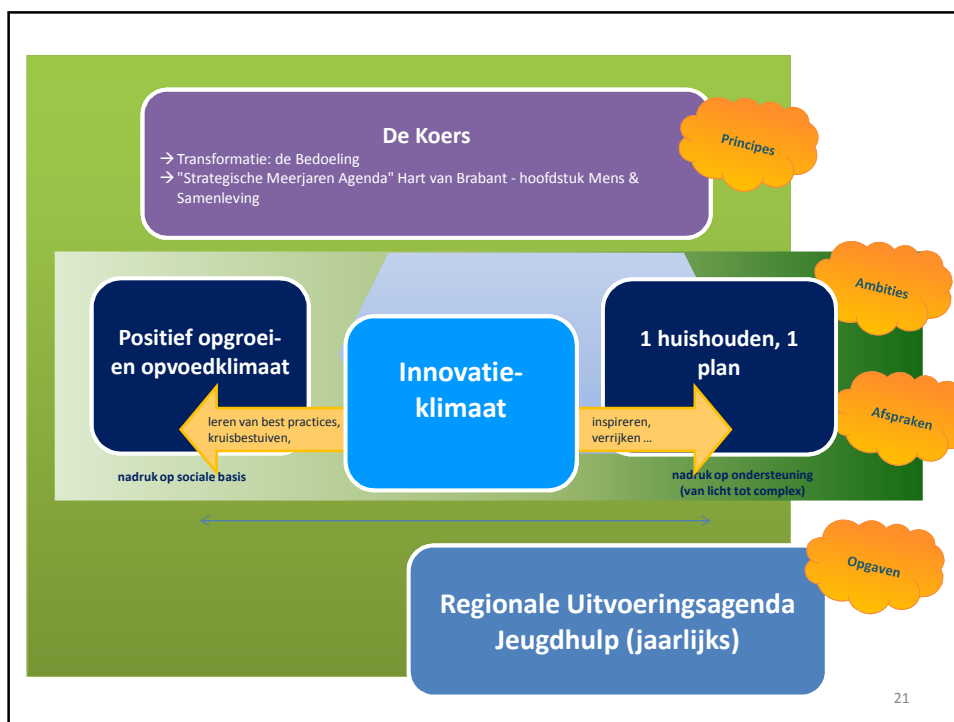 De Koers
→ Transformatie: de Bedoeling
→ "Strategische Meerjaren Agenda" Hart van Brabant - hoofdstuk Mens &
Samenleving
Principes
Ambities
Positief opgroei-
en opvoedklimaat
Innovatie-
klimaat
1 huishouden, 1
plan
Afspraken
leren van best practices,
kruisbestuiven,
inspireren,
verrijken ...
nadruk op sociale basis
nadruk op ondersteuning
(van licht tot complex)
Opgaven
Regionale Uitvoeringsagenda
Jeugdhulp (jaarlijks)
21